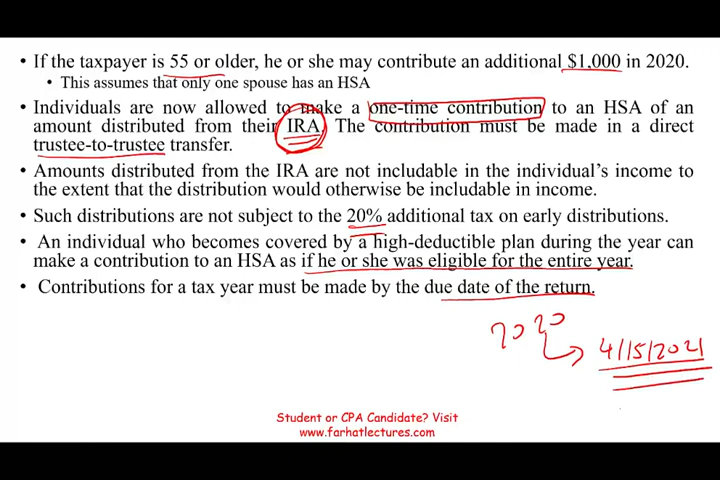 • If the taxpayer is 55 or older, he or she may contribute an additional $1,000 in 2020.
• This assumes that only one spouse has an HSA
• Individuals are now allowed to make a one-time contribution to an HSA of an
amount distributed from their IRA. The contribution must be made in a direct
trustee-to-trustee transfer.
• Amounts distributed from the IRA are not includable in the individual's income to
the extent that the distribution would otherwise be includable in income.
• Such distributions are not subject to the 20% additional tax on early distributions.
• An individual who becomes covered by a high-deductible plan during the year can
make a contribution to an HSA as if he or she was eligible for the entire year.
• Contributions for a tax year must be made by the due date of the return.
2020
4/15/2021
Student or CPA Candidate? Visit
www.farhatlectures.com